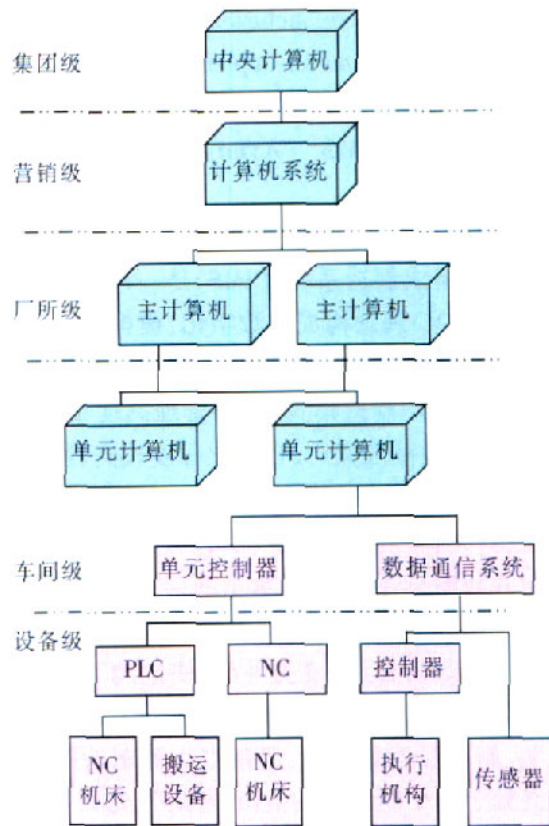 集团级
中央计算机
营销级
计算机系统
厂所级
主计算机
主计算机
单元计算机
单元计算机
车间级
单元控制器
数据通信系统
设备级
PLC
NC
控制器
NC
机床
搬运
设备
NC
机床
执行
机构
传感器